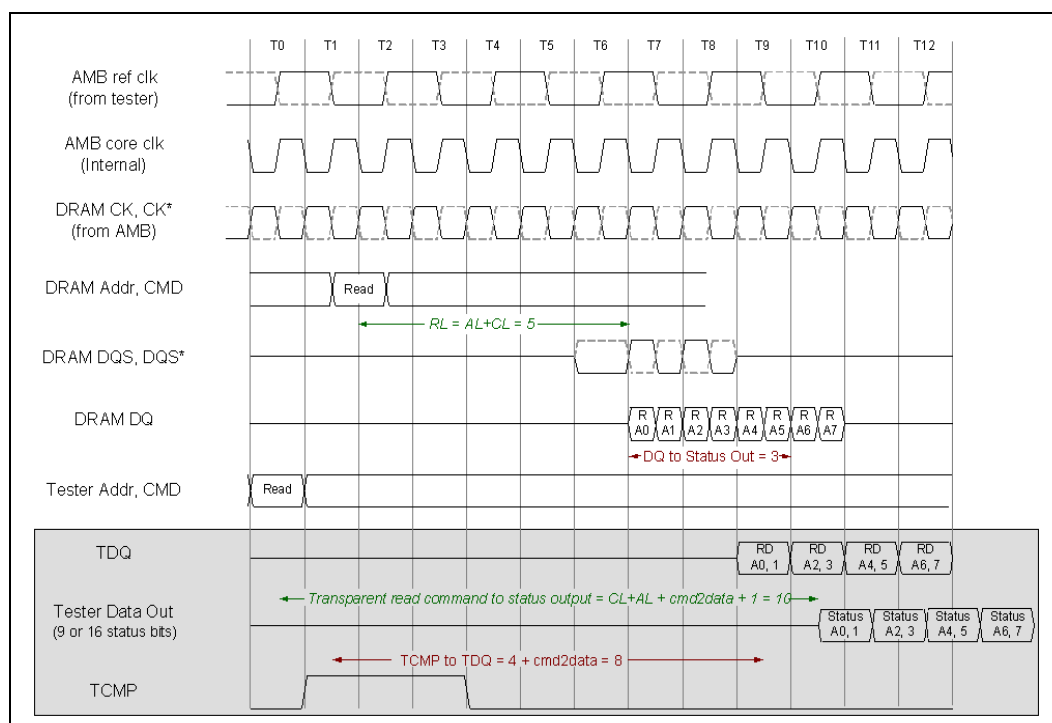 T0 T1 T2 T3 T4 T5 T6 T7 T8 T9 T10 T11 T12
AMB ref clk
(from tester)
AMB core clk
(Internal)
DRAM CK, CK*
(from AMB)
DRAM Addr, CMD
Read
RL = AL+CL = 5
DRAM DQS, DQS*
DRAM DQ
R R R R R R R R
A0 A1 A2 A3 A4 A5 A6 A7
DQ to Status Out = 3
Tester Addr, CMD
Read
TDQ
RD RD RD RD
A0, 1 A2, 3 A4, 5 A6, 7
Transparent read command to status output = CL+AL + cmd2data + 1 = 10
Tester Data Out
(9 or 16 status bits)
Status Status Status Status
A0, 1 A2, 3 A4, 5 A6, 7
TCMP to TDQ = 4 + cmd2data = 8
TCMP